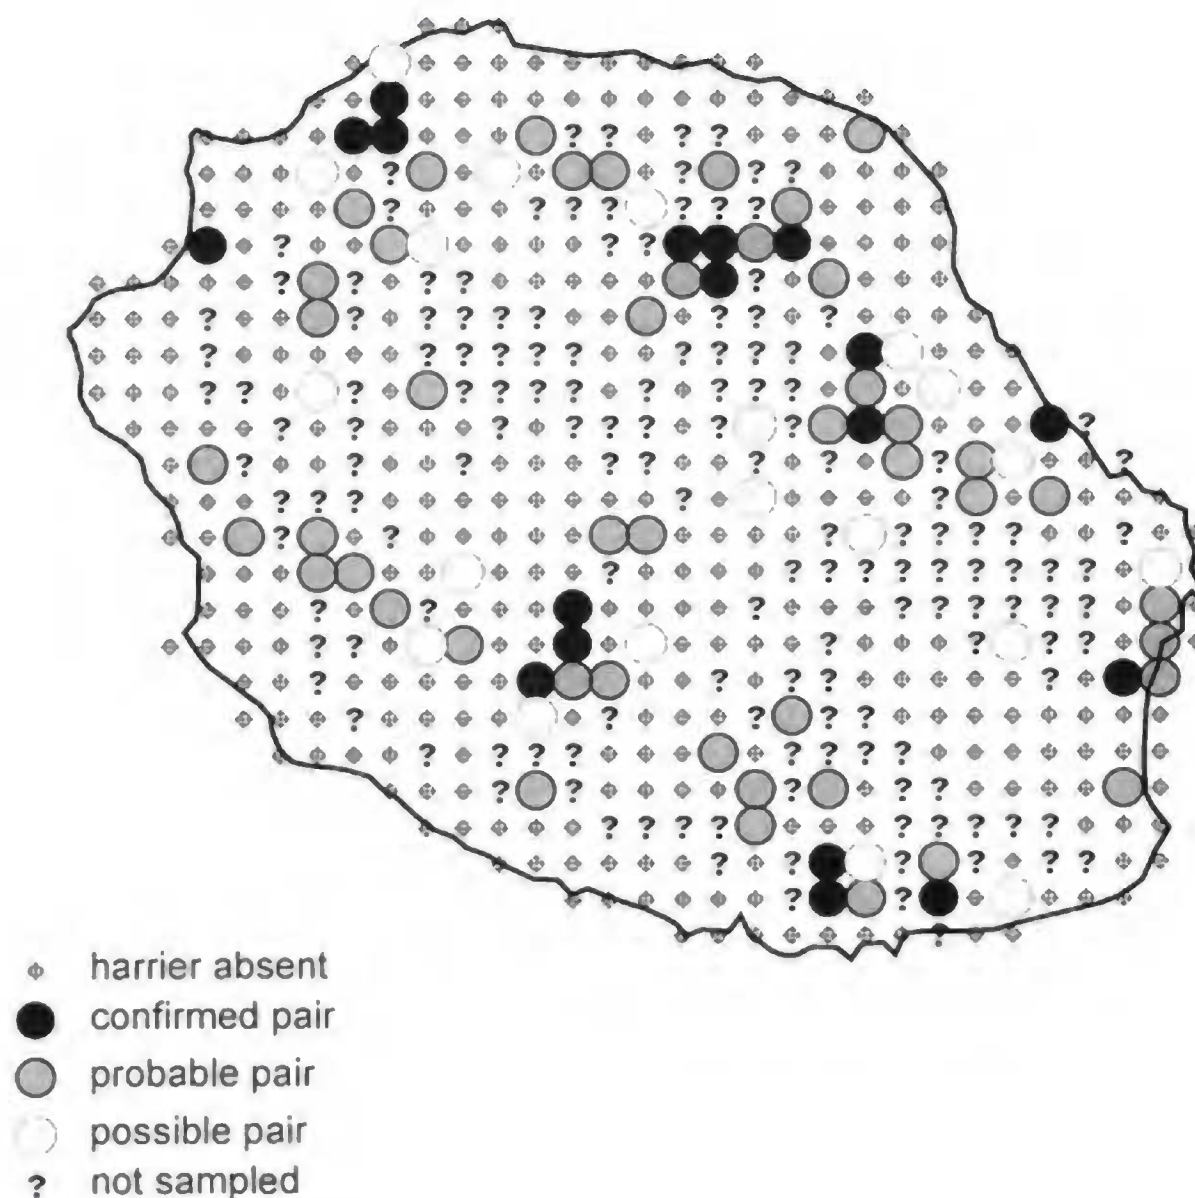 harrier absent
confirmed pair
probable pair
possible pair
? not sampled